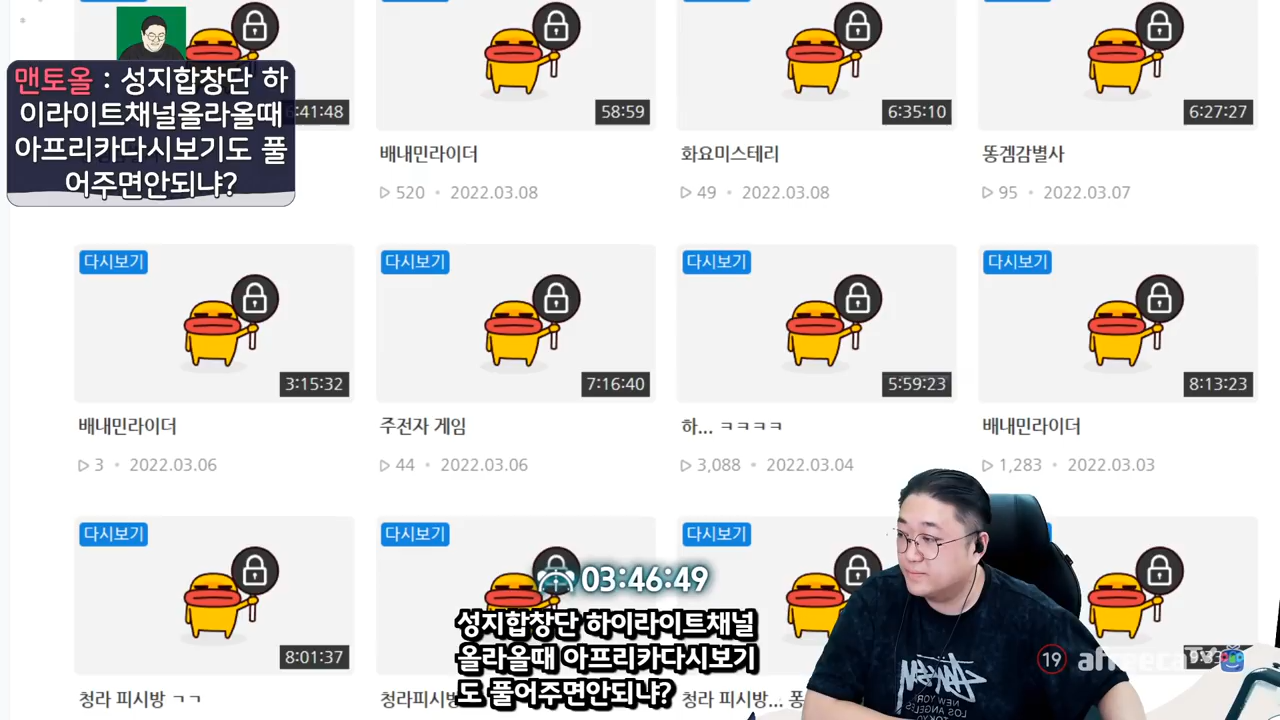 맨토올 : 성지합창단 하
이라이트채널올라올때
아프리카다시보기도 풀
어주면안되냐?
6:41:48
58:59
6:35:10
6:27:27
배내민라이더
화요미스테리
똥겜감별사
520 • 2022.03.08
49 • 2022.03.08
95 • 2022.03.07
다시보기
다시보기
다시보기
다시보기
3:15:32
7:16:40
5:59:23
8:13:23
배내민라이더
주전자 게임
하... ㅋㅋㅋㅋ
배내민라이더
3 • 2022.03.06
44 • 2022.03.06
3,088 • 2022.03.04
1,283 • 2022.03.03
다시보기
다시보기
다시보기
03:46:49
8:01:37
성지합창단 하이라이트채널
올라올때 아프리카다시보기
도 풀어주면안되냐?
19 afreecaTV
청라 피시방 ㄱㄱ
청라피시방
청라 피시방... 퐁
NEW YORK
LOS ANGELES
TOKYO